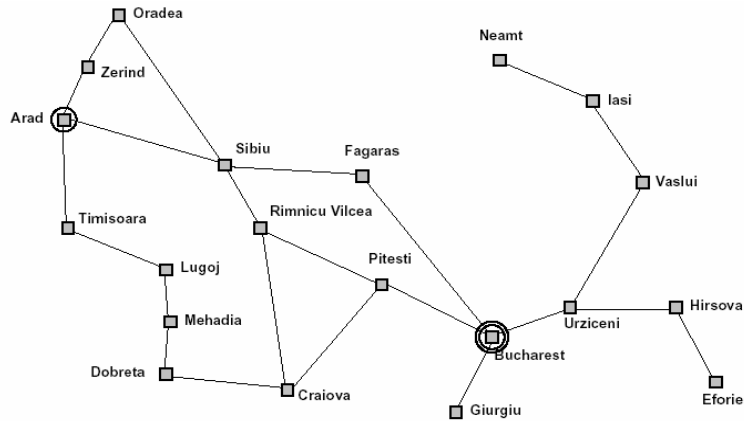 Oradea
Neamt
Zerind
Iasi
Arad
Sibiu
Fagaras
Vaslui
Timisoara
Rimnicu Vilcea
Pitesti
Lugoj
Hirsova
Mehadia
Urziceni
Bucharest
Dobreta
Craiova
Eforie
Giurgiu